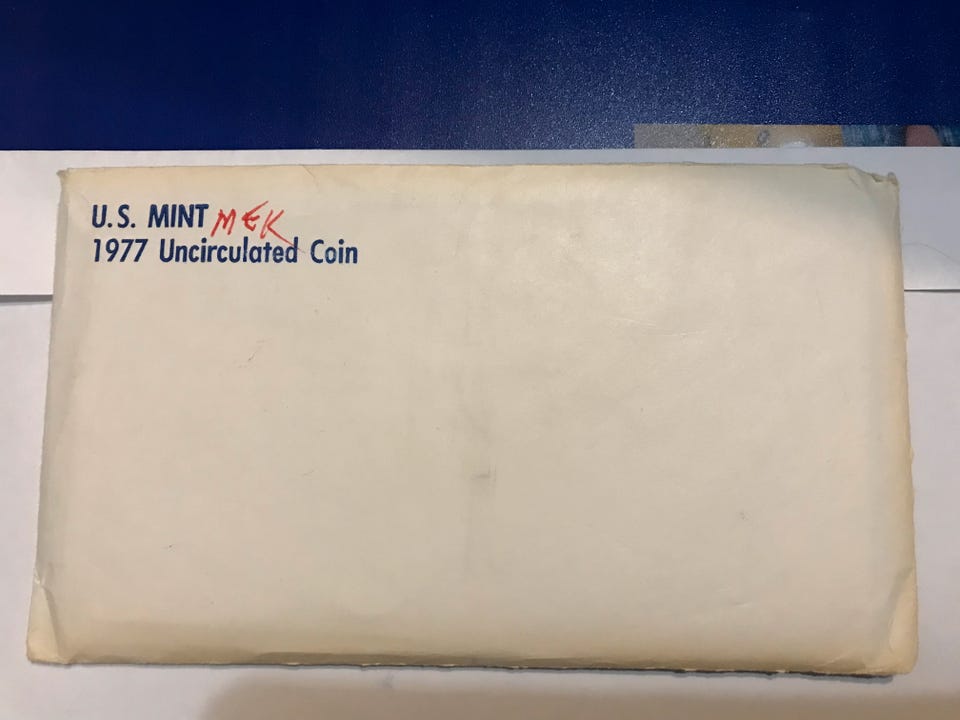 U.S. MINT MEK
1977 Uncirculated Coin